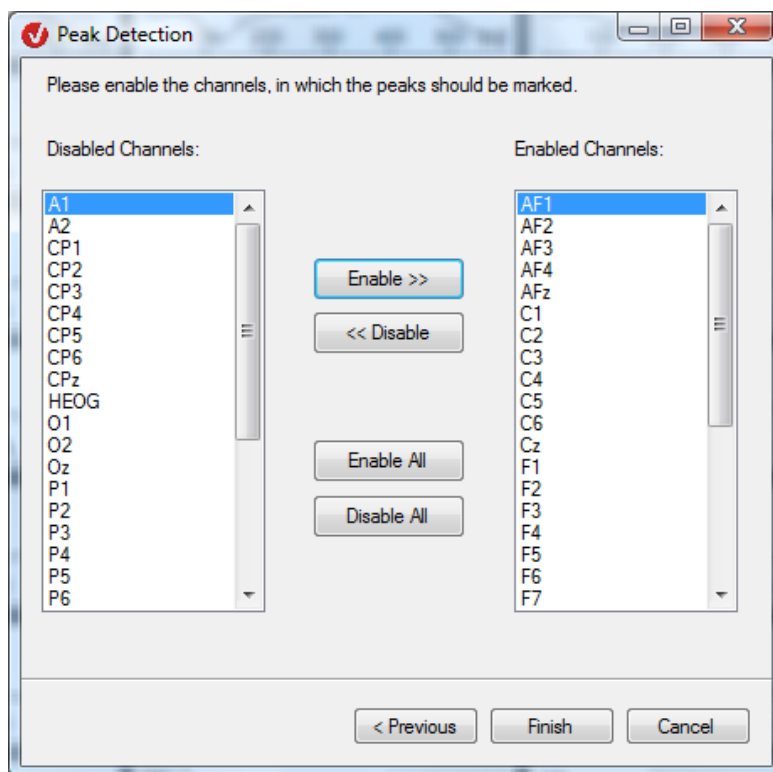 Peak Detection
Please enable the channels, in which the peaks should be marked.
Disabled Channels:
A1
A2
CP1
CP2
CP3
CP4
CP5
CP6
CPz
HEOG
O1
O2
Oz
P1
P2
P3
P4
P5
P6
Enable >>
<< Disable
Enable All
Disable All
Enabled Channels:
AF1
AF2
AF3
AF4
AFz
C1
C2
C3
C4
C5
C6
Cz
F1
F2
F3
F4
F5
F6
F7
< Previous
Finish
Cancel